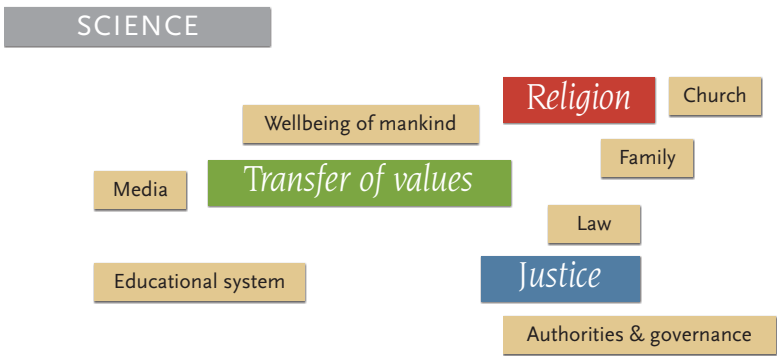 SCIENCE
Religion
Church
Wellbeing of mankind
Family
Transfer of values
Media
Law
Justice
Educational system
Authorities & governance